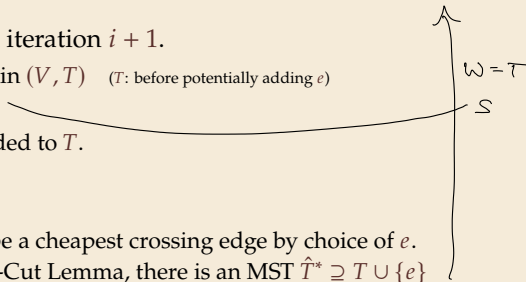 iteration i + 1.
in (V, T) (T: before potentially adding e)
W = T
S
ded to T.
e a cheapest crossing edge by choice of e.
-Cut Lemma, there is an MST T̂* ⊇ T ∪ {e}